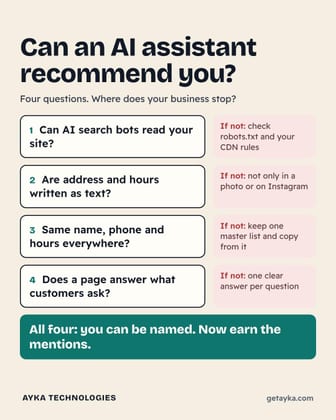 Can an AI assistant
recommend you?
Four questions. Where does your business stop?
1 Can AI search bots read your
site?
If not: check
robots.txt and your
CDN rules
2 Are address and hours
written as text?
If not: not only in a
photo or on Instagram
3 Same name, phone and
hours everywhere?
If not: keep one
master list and copy
from it
4 Does a page answer what
customers ask?
If not: one clear
answer per question
All four: you can be named. Now earn the
mentions.
AYKA TECHNOLOGIES
getayka.com